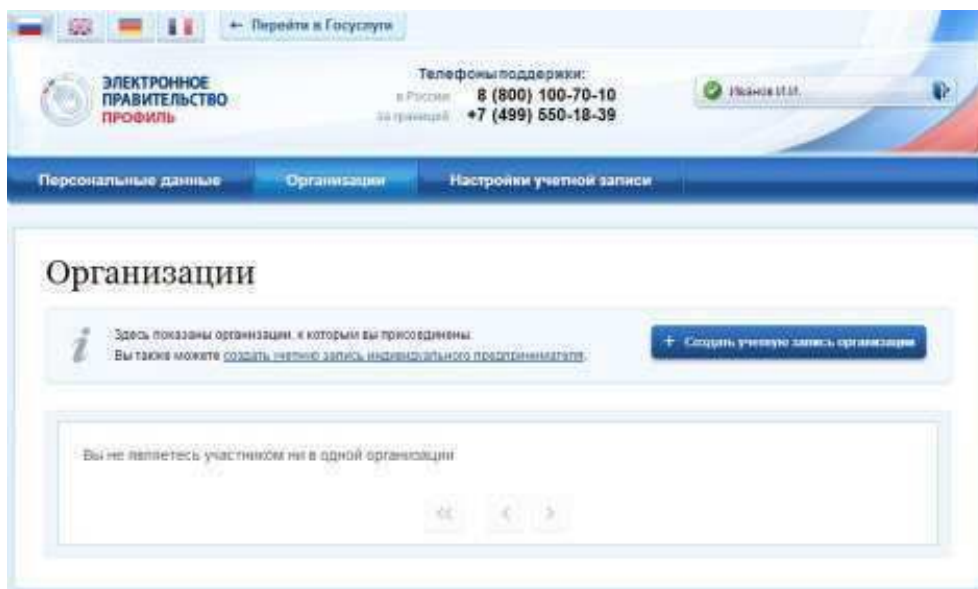 ← Перейти в Госуслуги
ЭЛЕКТРОННОЕ
ПРАВИТЕЛЬСТВО
ПРОФИЛЬ
Телефоны поддержки:
в России 8 (800) 100-70-10
за границей +7 (499) 550-18-39
Иванов И.И.
Персональные данные Организации Настройки учетной записи
Организации
Здесь показаны организации, к которым вы присоединены.
Вы также можете создать учетную запись индивидуального предпринимателя.
+ Создать учетную запись организации
Вы не являетесь участником ни в одной организации